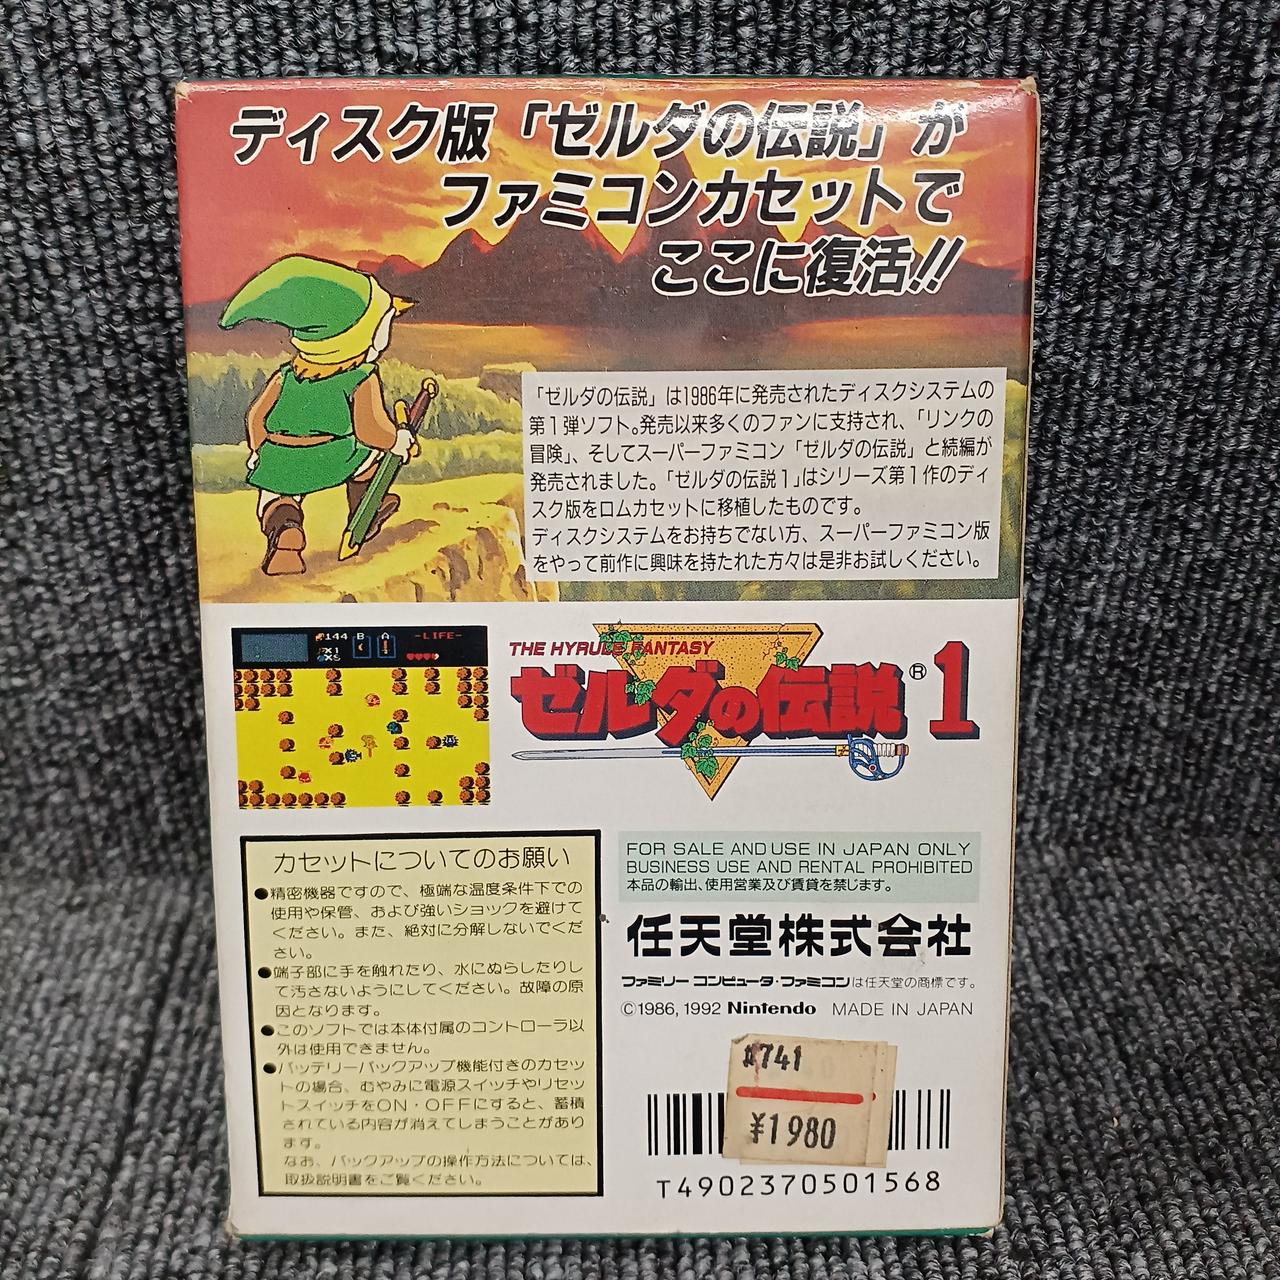 ディスク版「ゼルダの伝説」が
ファミコンカセットで
ここに復活!!
「ゼルダの伝説」は1986年に発売されたディスクシステムの
第1弾ソフト。発売以来多くのファンに支持され、「リンクの
冒険」、そしてスーパーファミコン「ゼルダの伝説」と続編が
発売されました。「ゼルダの伝説1」はシリーズ第1作のディ
スク版をロムカセットに移植したものです。
ディスクシステムをお持ちでない方、スーパーファミコン版
をやって前作に興味を持たれた方々は是非お試しください。
144 B A -LIFE-
X1
X5
THE HYRULE FANTASY
ゼルダの伝説® 1
カセットについてのお願い
●精密機器ですので、極端な温度条件下での
使用や保管、および強いショックを避けて
ください。また、絶対に分解しないでくだ
さい。
●端子部に手を触れたり、水にぬらしたりし
て汚さないようにしてください。故障の原
因となります。
●このソフトでは本体付属のコントローラ以
外は使用できません。
●バッテリーバックアップ機能付きのカセッ
トの場合、むやみに電源スイッチやリセッ
トスイッチをON・OFFにすると、蓄積
されている内容が消えてしまうことがあり
ます。
なお、バックアップの操作方法については、
取扱説明書をご覧ください。
FOR SALE AND USE IN JAPAN ONLY
BUSINESS USE AND RENTAL PROHIBITED
本品の輸出、使用営業及び賃貸を禁じます。
任天堂株式会社
ファミリーコンピュータ・ファミコンは任天堂の商標です。
©1986, 1992 Nintendo MADE IN JAPAN
#741
¥1980
T4902370501568